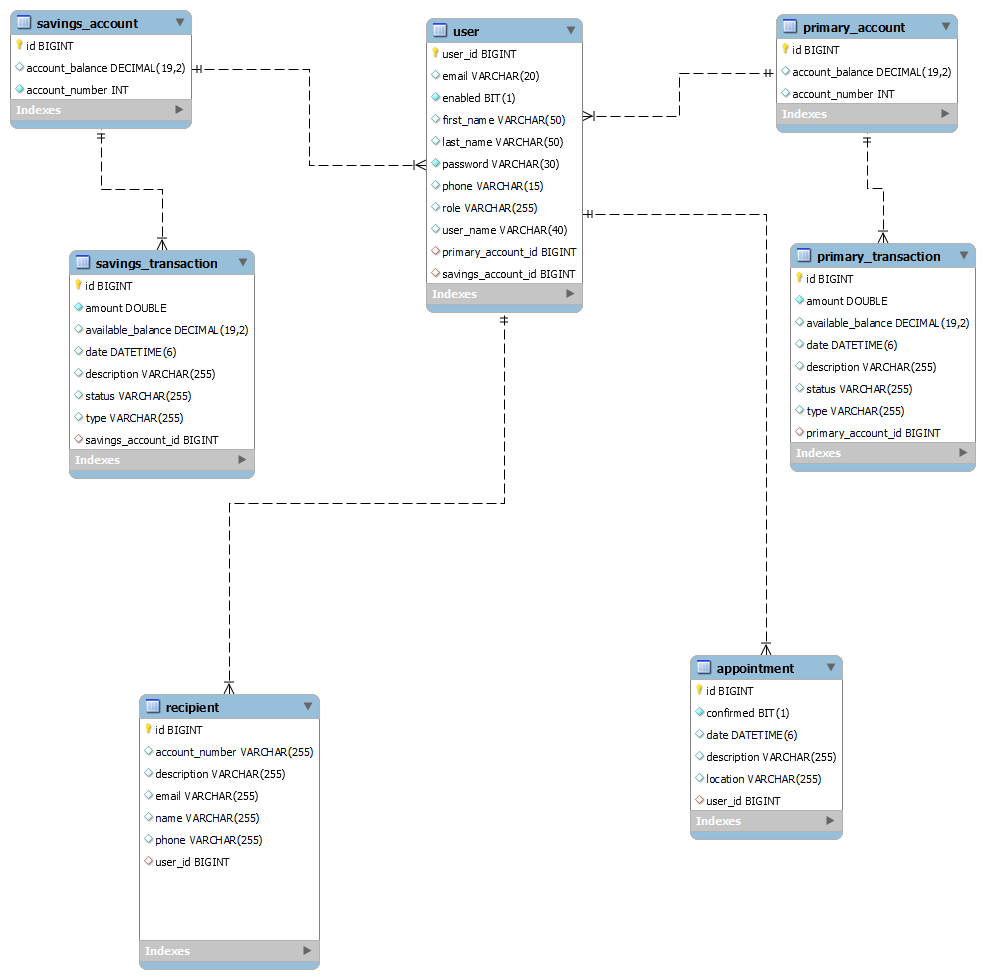 savings_account
id BIGINT
account_balance DECIMAL(19,2)
account_number INT
Indexes
user
user_id BIGINT
email VARCHAR(20)
enabled BIT(1)
first_name VARCHAR(50)
last_name VARCHAR(50)
password VARCHAR(30)
phone VARCHAR(15)
role VARCHAR(255)
user_name VARCHAR(40)
primary_account_id BIGINT
savings_account_id BIGINT
Indexes
primary_account
id BIGINT
account_balance DECIMAL(19,2)
account_number INT
Indexes
savings_transaction
id BIGINT
amount DOUBLE
available_balance DECIMAL(19,2)
date DATETIME(6)
description VARCHAR(255)
status VARCHAR(255)
type VARCHAR(255)
savings_account_id BIGINT
Indexes
primary_transaction
id BIGINT
amount DOUBLE
available_balance DECIMAL(19,2)
date DATETIME(6)
description VARCHAR(255)
status VARCHAR(255)
type VARCHAR(255)
primary_account_id BIGINT
Indexes
recipient
id BIGINT
account_number VARCHAR(255)
description VARCHAR(255)
email VARCHAR(255)
name VARCHAR(255)
phone VARCHAR(255)
user_id BIGINT
Indexes
appointment
id BIGINT
confirmed BIT(1)
date DATETIME(6)
description VARCHAR(255)
location VARCHAR(255)
user_id BIGINT
Indexes